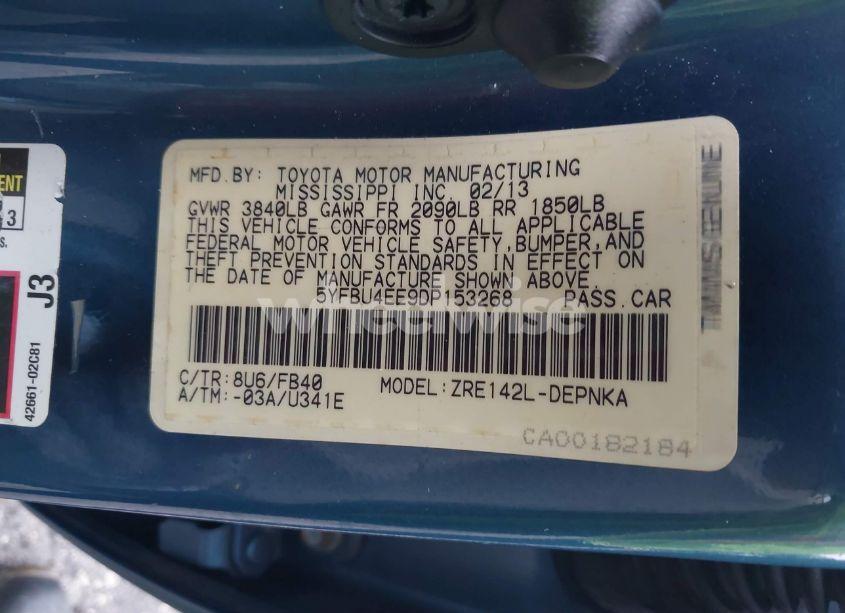 MFD.BY: TOYOTA MOTOR MANUFACTURING
MISSISSIPPI INC. 02/13
GVWR 3840LB GAWR FR 2090LB RR 1850LB
THIS VEHICLE CONFORMS TO ALL APPLICABLE
FEDERAL MOTOR VEHICLE SAFETY,BUMPER,AND
THEFT PREVENTION STANDARDS IN EFFECT ON
THE DATE OF MANUFACTURE SHOWN ABOVE.
5YFBU4EE9DP153268 PASS.CAR
wheelwise
C/TR:8U6/FB40 MODEL:ZRE142L-DEPNKA
A/TM:-03A/U341E
CA00182184
3
s.
J3
42661-02C81